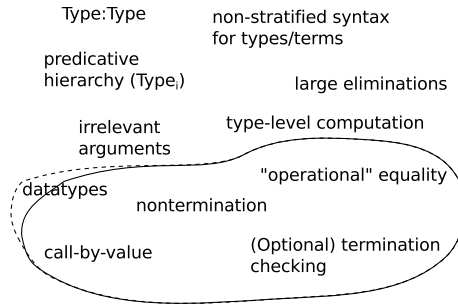 Type:Type
non-stratified syntax
for types/terms
predicative
hierarchy (Typeᵢ)
large eliminations
irrelevant
arguments
type-level computation
"operational" equality
datatypes
nontermination
call-by-value
(Optional) termination
checking